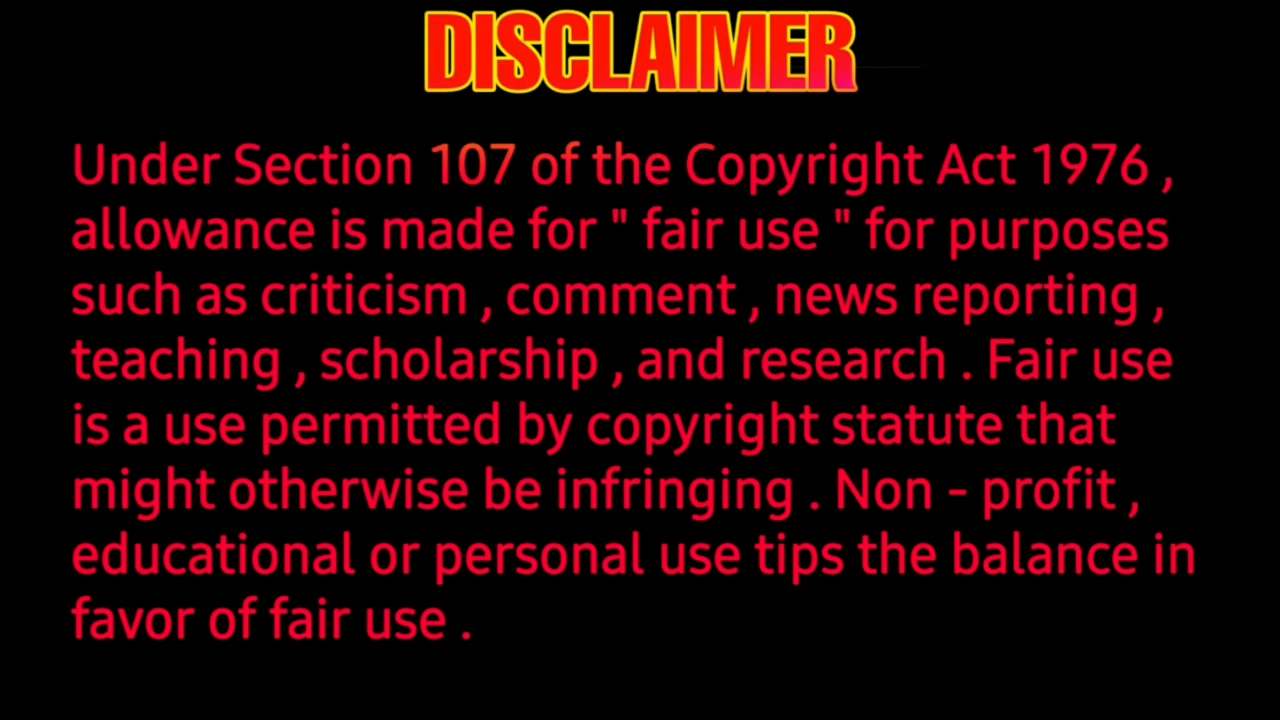 DISCLAIMER
Under Section 107 of the Copyright Act 1976 ,
allowance is made for " fair use " for purposes
such as criticism , comment , news reporting ,
teaching , scholarship , and research . Fair use
is a use permitted by copyright statute that
might otherwise be infringing . Non - profit ,
educational or personal use tips the balance in
favor of fair use .